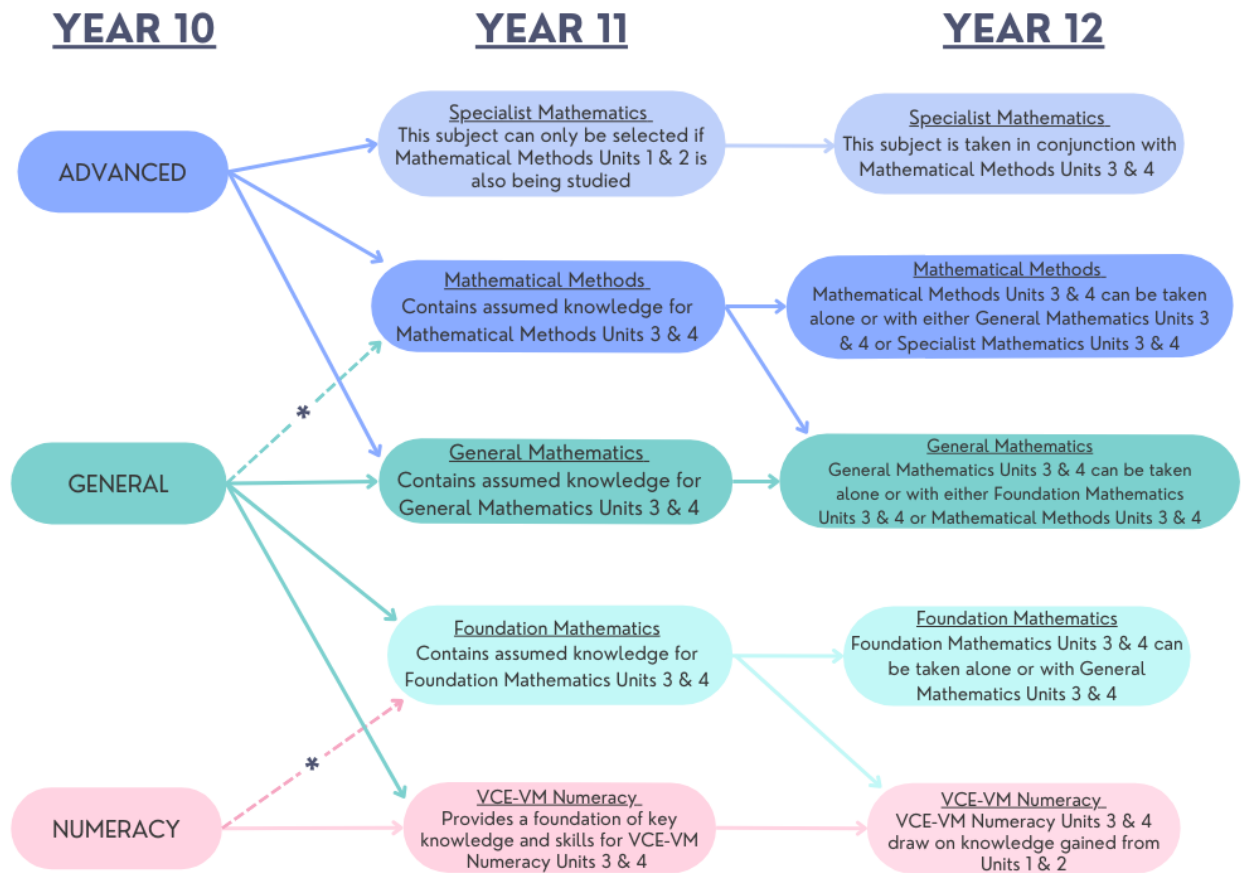 YEAR 10
YEAR 11
YEAR 12
ADVANCED
Specialist Mathematics
This subject can only be selected if
Mathematical Methods Units 1 & 2 is
also being studied
Specialist Mathematics
This subject is taken in conjunction with
Mathematical Methods Units 3 & 4
Mathematical Methods
Contains assumed knowledge for
Mathematical Methods Units 3 & 4
Mathematical Methods
Mathematical Methods Units 3 & 4 can be taken
alone or with either General Mathematics Units 3
& 4 or Specialist Mathematics Units 3 & 4
*
GENERAL
General Mathematics
Contains assumed knowledge for
General Mathematics Units 3 & 4
General Mathematics
General Mathematics Units 3 & 4 can be taken
alone or with either Foundation Mathematics
Units 3 & 4 or Mathematical Methods Units 3 & 4
Foundation Mathematics
Contains assumed knowledge for
Foundation Mathematics Units 3 & 4
Foundation Mathematics
Foundation Mathematics Units 3 & 4 can
be taken alone or with General
Mathematics Units 3 & 4
*
NUMERACY
VCE-VM Numeracy
Provides a foundation of key
knowledge and skills for VCE-VM
Numeracy Units 3 & 4
VCE-VM Numeracy
VCE-VM Numeracy Units 3 & 4
draw on knowledge gained from
Units 1 & 2